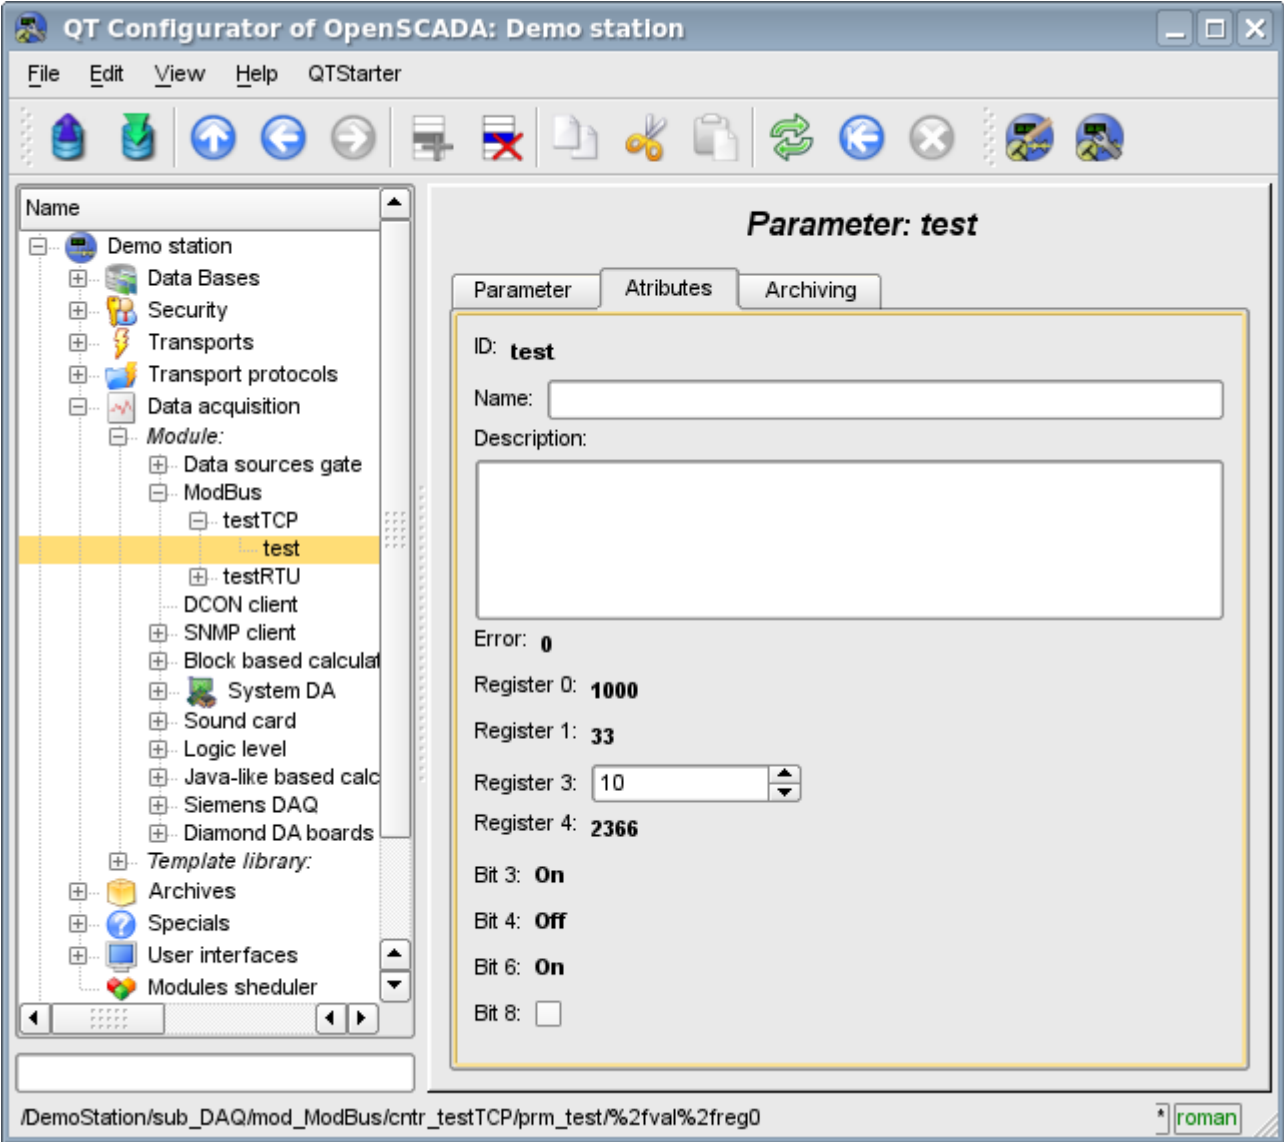 QT Configurator of OpenSCADA: Demo station
File Edit View Help QTStarter
Name
Demo station
Data Bases
Security
Transports
Transport protocols
Data acquisition
Module:
Data sources gate
ModBus
testTCP
test
testRTU
DCON client
SNMP client
Block based calculat
System DA
Sound card
Logic level
Java-like based calc
Siemens DAQ
Diamond DA boards
Template library:
Archives
Specials
User interfaces
Modules sheduler
Parameter: test
Parameter Atributes Archiving
ID: test
Name:
Description:
Error: 0
Register 0: 1000
Register 1: 33
Register 3: 10
Register 4: 2366
Bit 3: On
Bit 4: Off
Bit 6: On
Bit 8:
/DemoStation/sub_DAQ/mod_ModBus/cntr_testTCP/prm_test/%2fval%2freg0 * roman